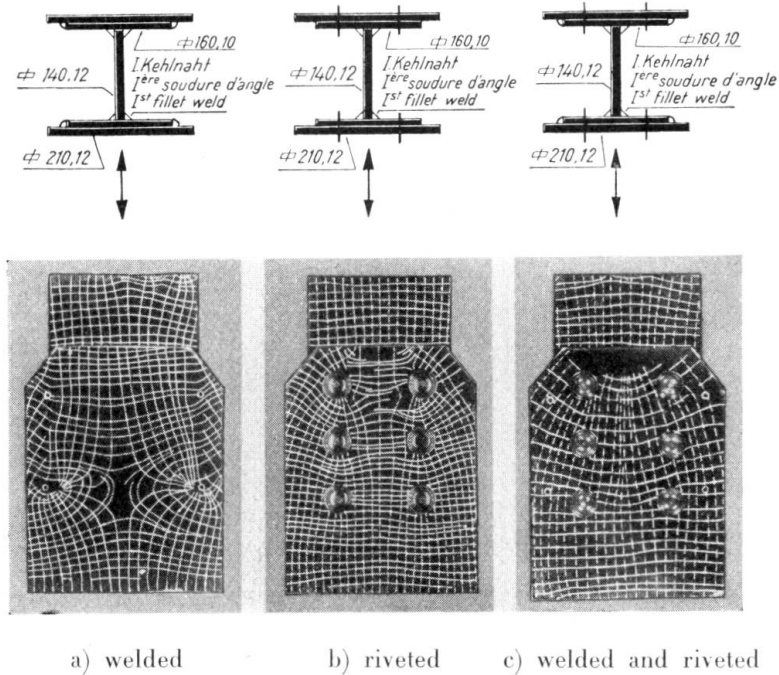 ⌯160,10
I.Kehlnaht
Ière soudure d'angle
Ist fillet weld
⌯140.12
⌯210,12
⌯160,10
I.Kehlnaht
Ière soudure d'angle
Ist fillet weld
⌯140,12
⌯210,12
⌯160,10
I.Kehlnaht
Ière soudure d'angle
Ist fillet weld
⌯140,12
⌯210,12
a) welded
b) riveted
c) welded and riveted